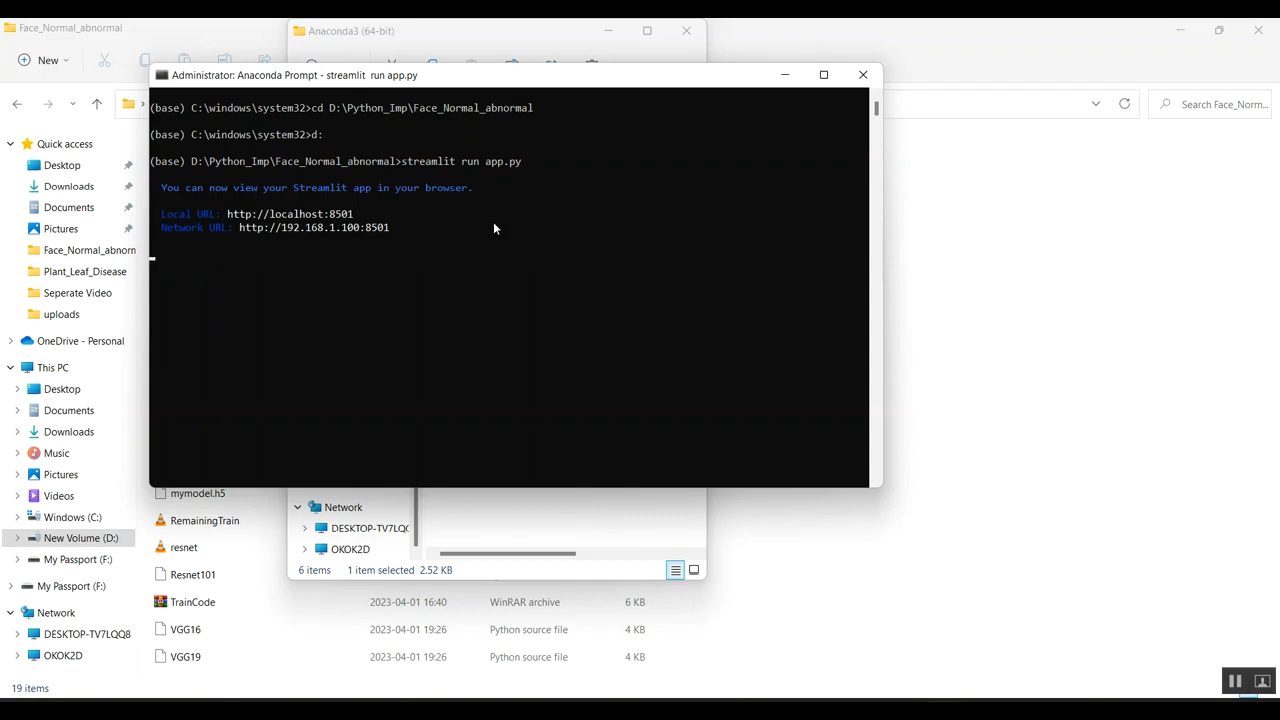 Face_Normal_abnormal
Anaconda3 (64-bit)
New
Administrator: Anaconda Prompt - streamlit run app.py
Search Face_Norm...
(base) C:\windows\system32>cd D:\Python_Imp\Face_Normal_abnormal
(base) C:\windows\system32>d:
(base) D:\Python_Imp\Face_Normal_abnormal>streamlit run app.py
You can now view your Streamlit app in your browser.
Local URL: http://localhost:8501
Network URL: http://192.168.1.100:8501
Quick access
Desktop
Downloads
Documents
Pictures
Face_Normal_abnorn
Plant_Leaf_Disease
Seperate Video
uploads
OneDrive - Personal
This PC
Desktop
Documents
Downloads
Music
Pictures
Videos
Windows (C:)
New Volume (D:)
My Passport (F:)
My Passport (F:)
Network
DESKTOP-TV7LQQ8
OKOK2D
19 items
mymodel.h5
RemainingTrain
resnet
Resnet101
TrainCode 2023-04-01 16:40 WinRAR archive 6 KB
VGG16 2023-04-01 19:26 Python source file 4 KB
VGG19 2023-04-01 19:26 Python source file 4 KB
Network
DESKTOP-TV7LQ
OKOK2D
6 items 1 item selected 2.52 KB